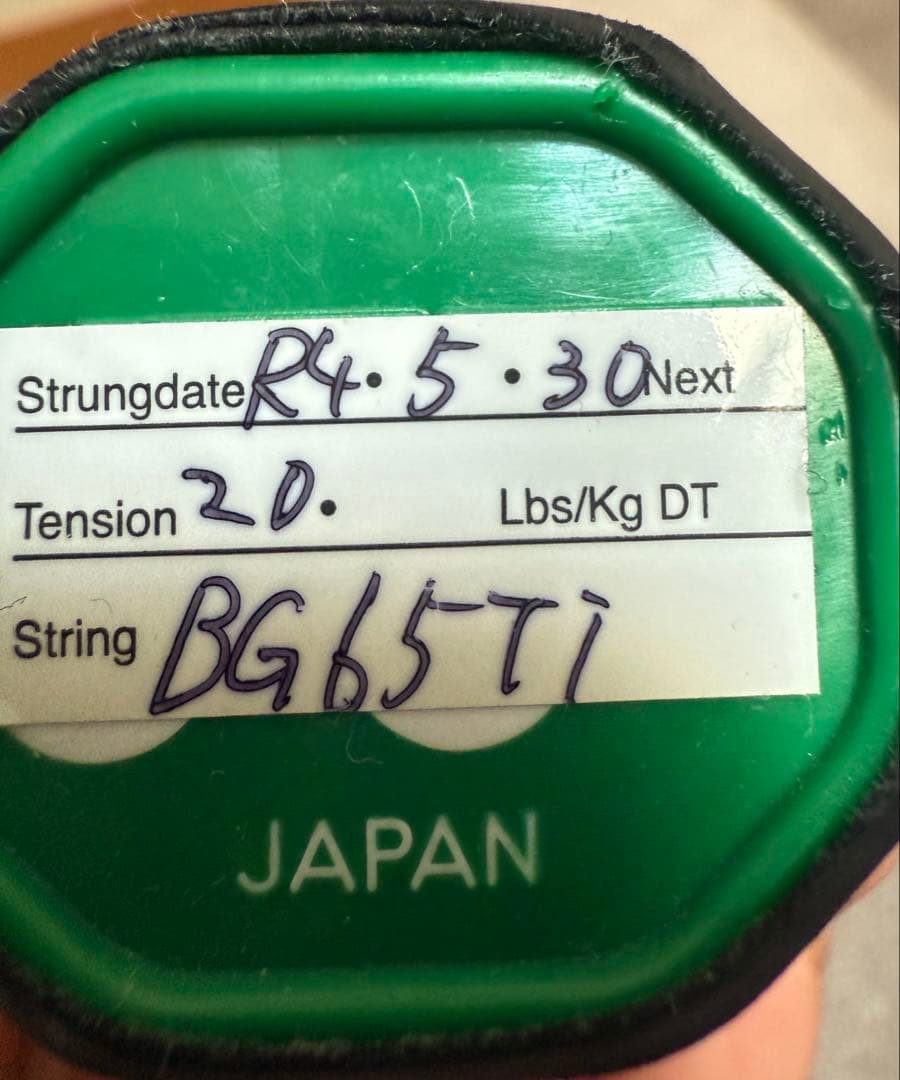 Strungdate R4・5・30 Next
Tension 20. Lbs/Kg DT
String BG65Ti
JAPAN